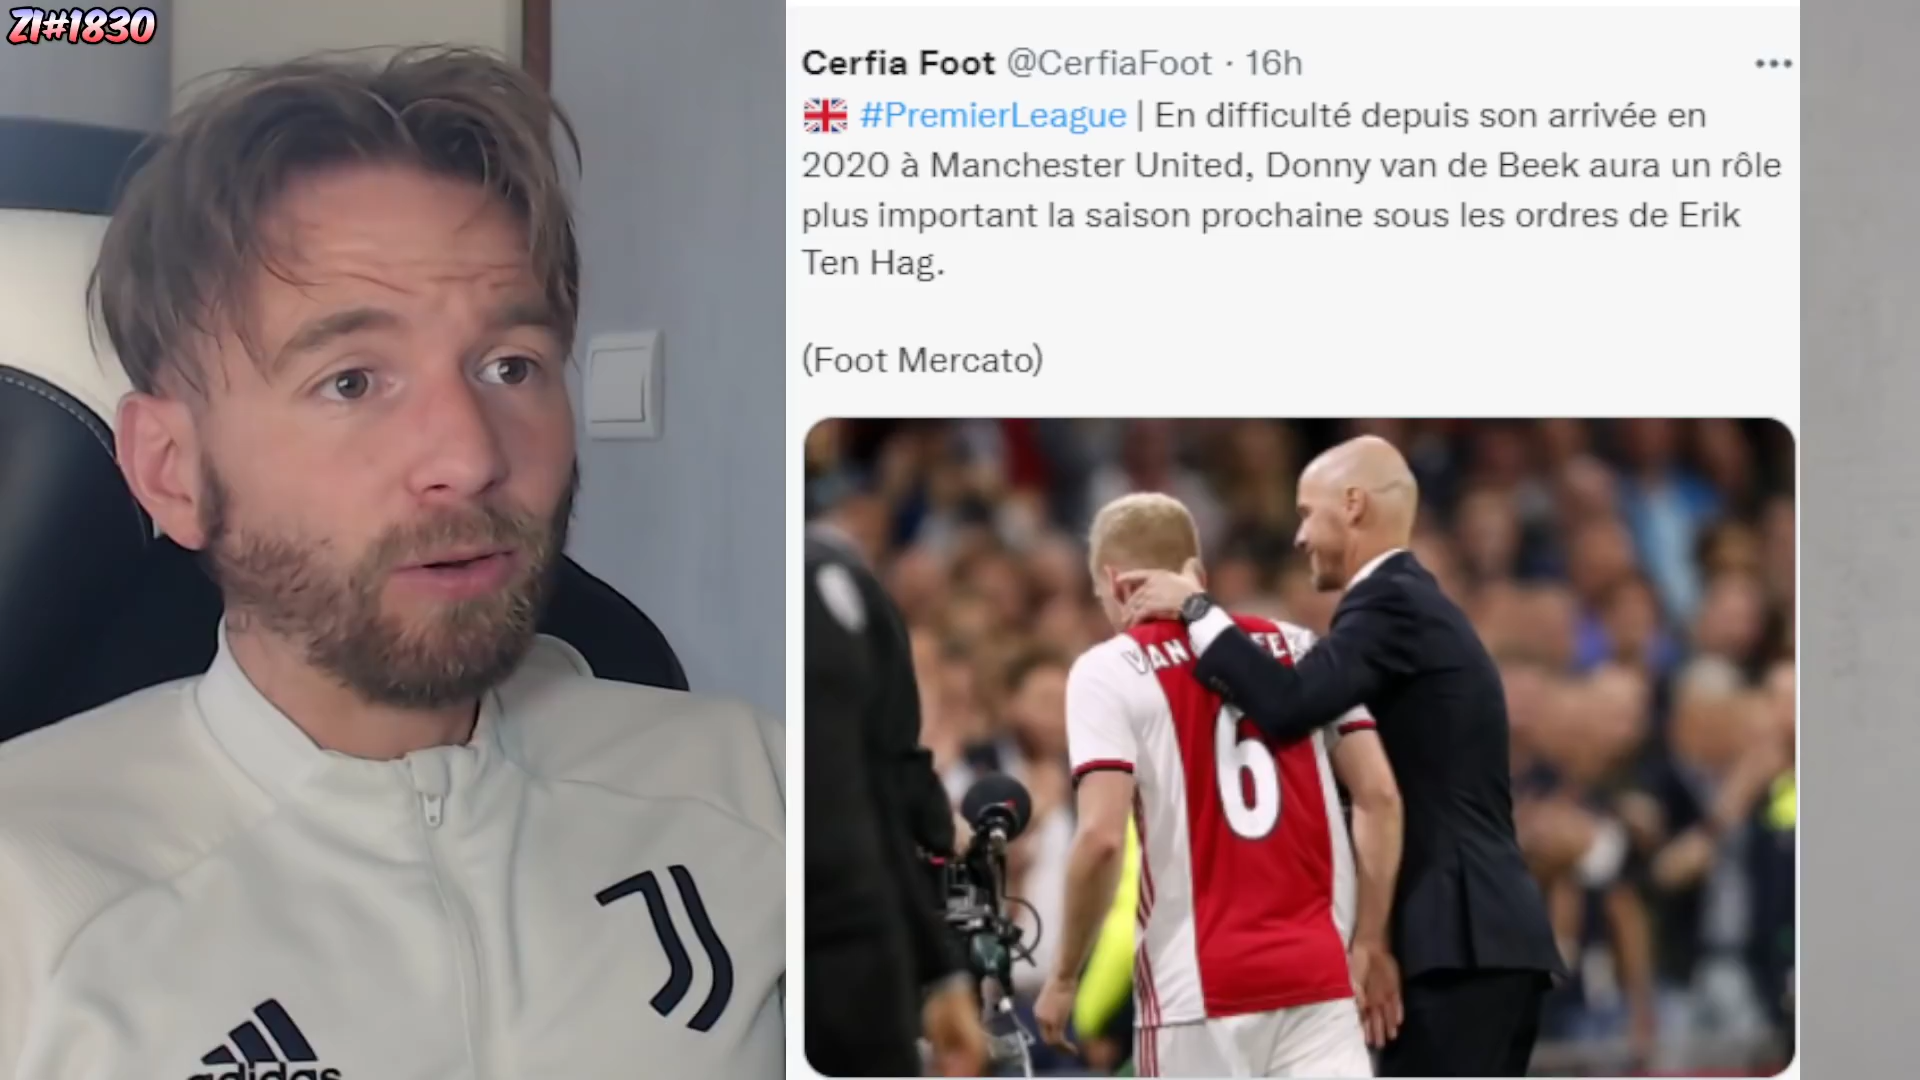 ZI#1830
Cerfia Foot @CerfiaFoot · 16h
#PremierLeague | En difficulté depuis son arrivée en
2020 à Manchester United, Donny van de Beek aura un rôle
plus important la saison prochaine sous les ordres de Erik
Ten Hag.
(Foot Mercato)
VAN
6
adidas